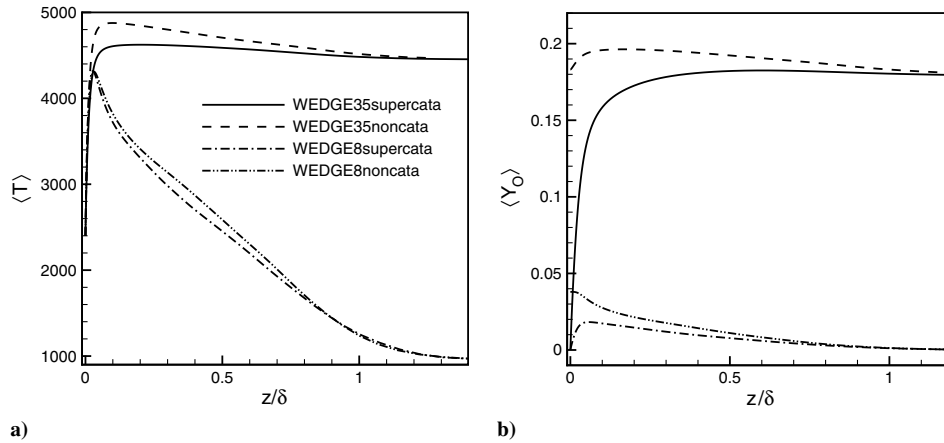 5000
4000
3000
2000
1000
⟨T⟩
0
0.5
1
z/δ
WEDGE35supercata
WEDGE35noncata
WEDGE8supercata
WEDGE8noncata
a)
0.2
0.15
0.1
0.05
0
⟨Y_O⟩
0
0.5
1
z/δ
b)